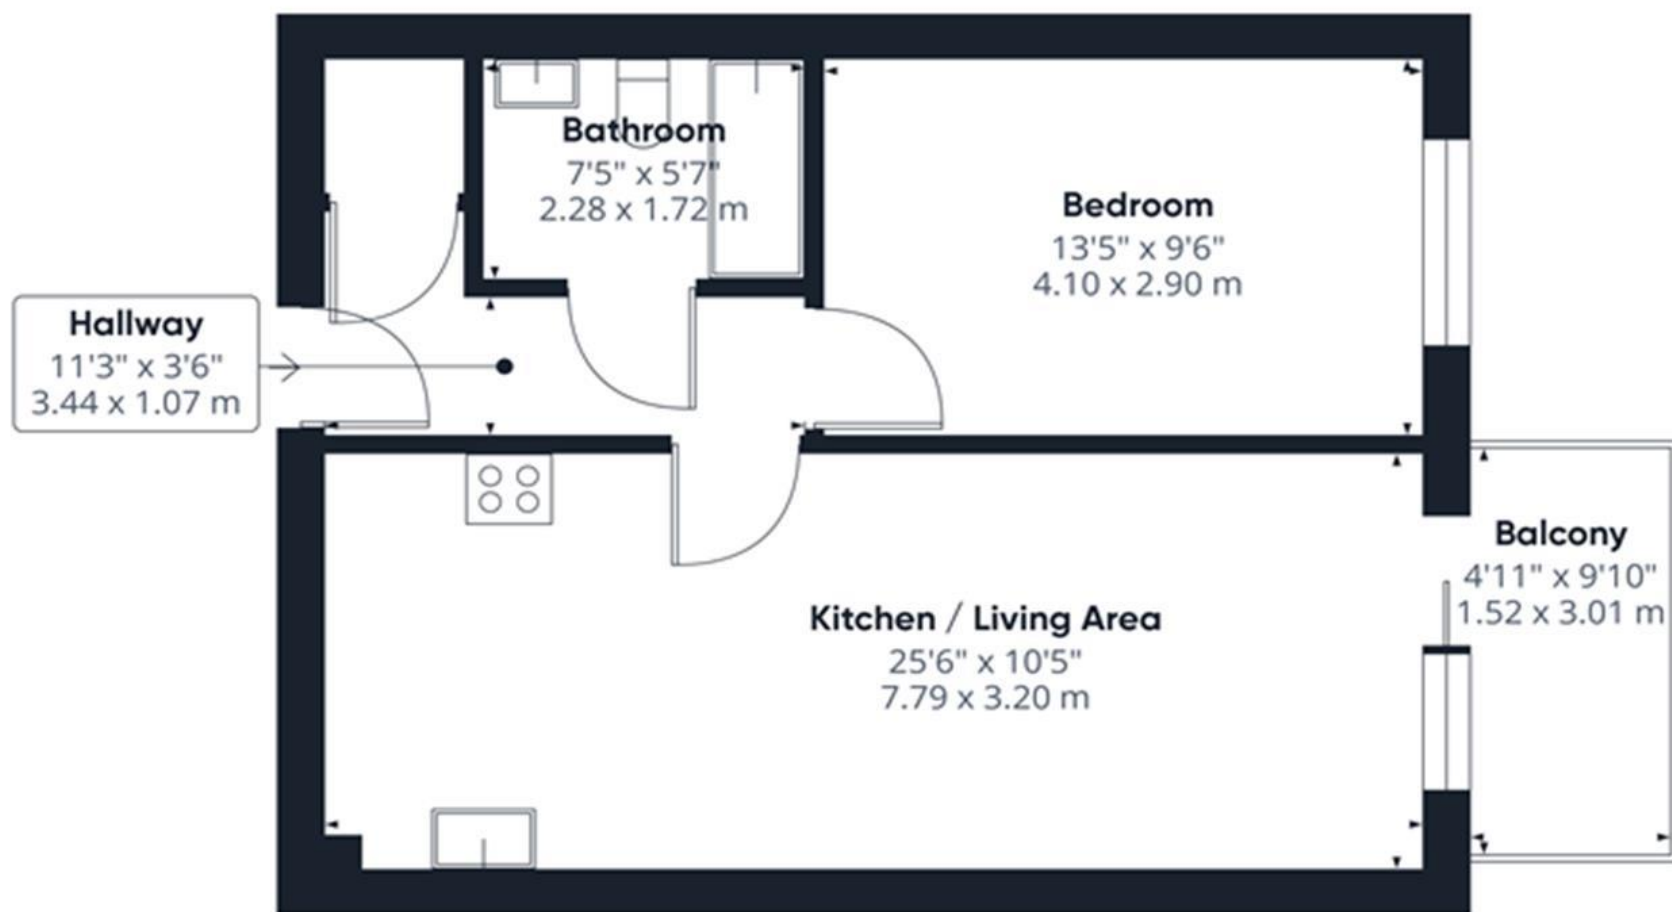 Bathroom
7'5" x 5'7"
2.28 x 1.72 m
Bedroom
13'5" x 9'6"
4.10 x 2.90 m
Hallway
11'3" x 3'6"
3.44 x 1.07 m
Balcony
4'11" x 9'10"
1.52 x 3.01 m
Kitchen / Living Area
25'6" x 10'5"
7.79 x 3.20 m